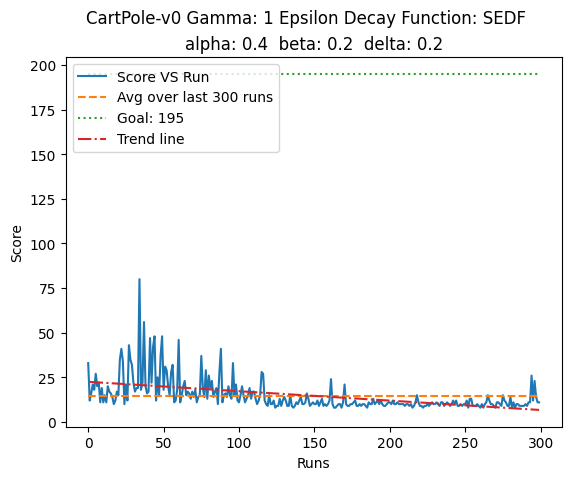 CartPole-v0 Gamma: 1 Epsilon Decay Function: SEDF
alpha: 0.4 beta: 0.2 delta: 0.2
Score VS Run
Avg over last 300 runs
Goal: 195
Trend line
200
175
150
125
100
75
50
25
0
Score
0 50 100 150 200 250 300
Runs